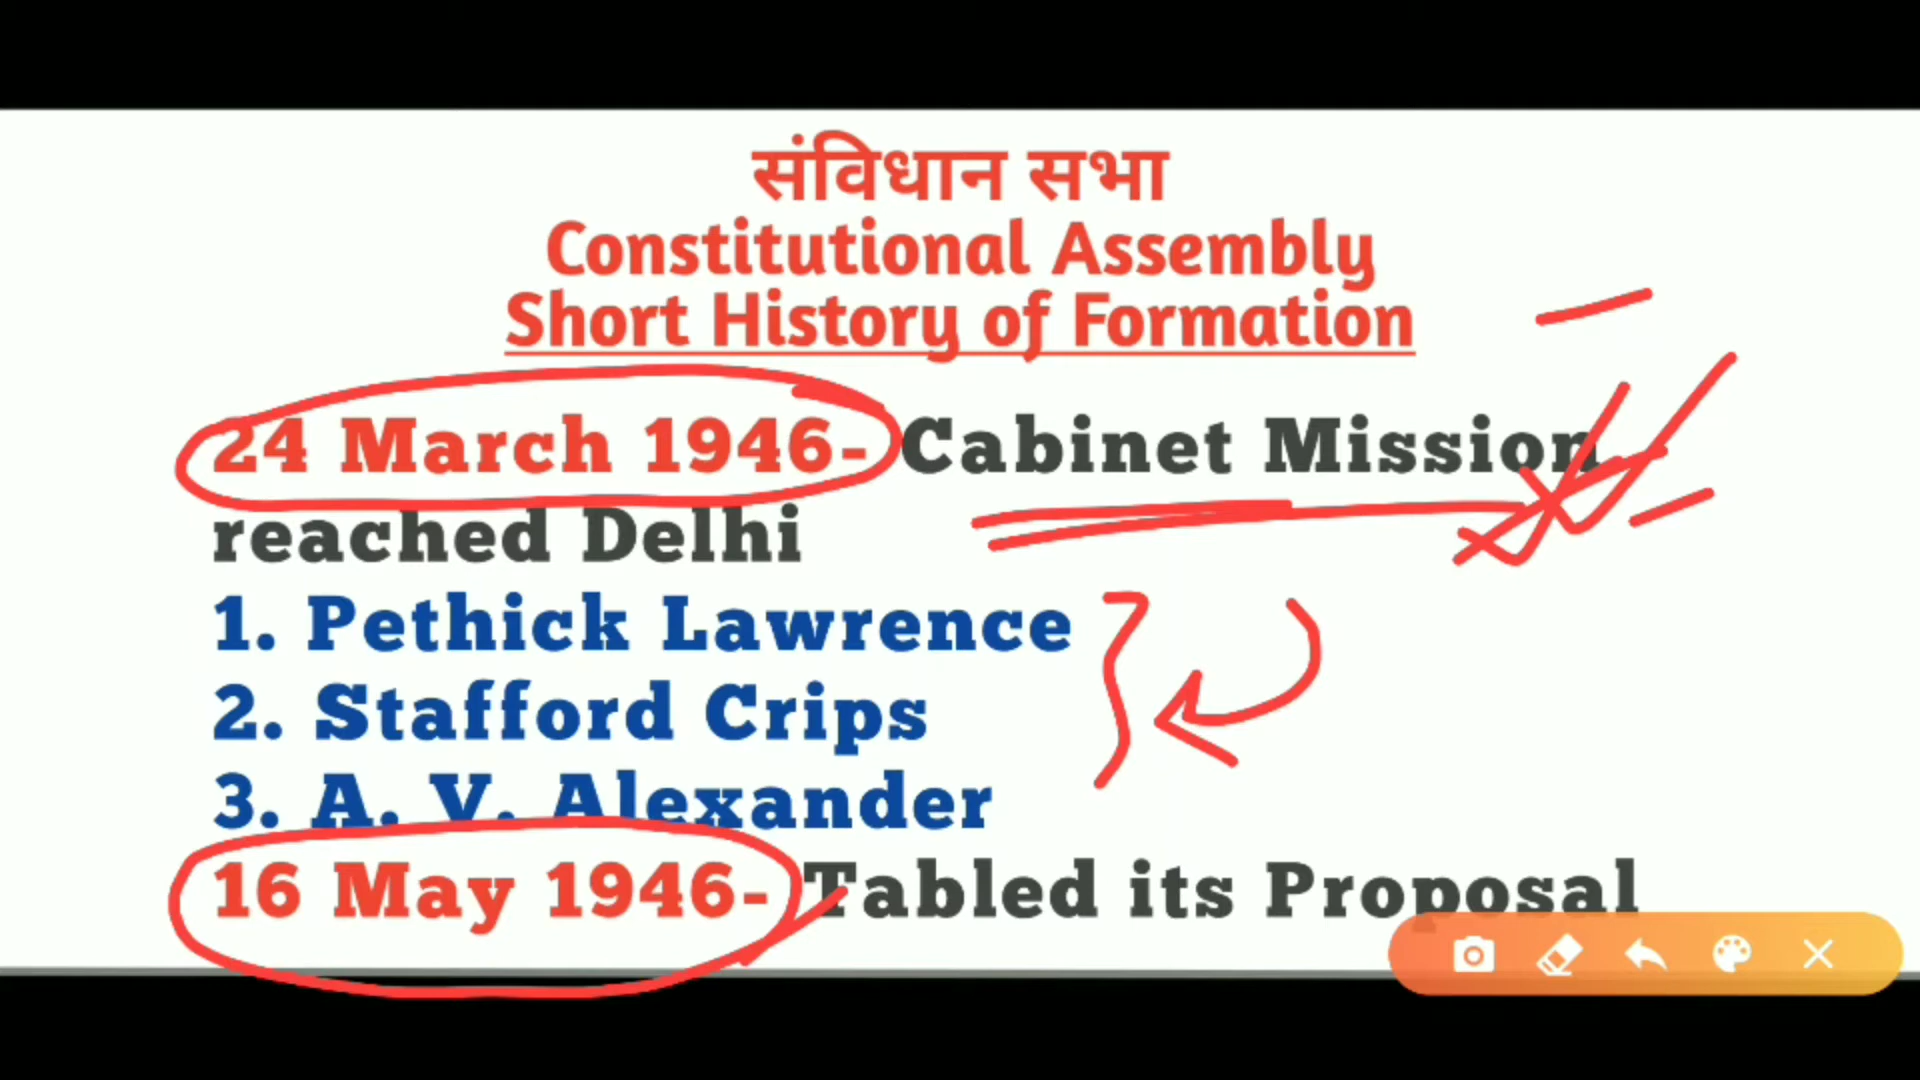 संविधान सभा
Constitutional Assembly
Short History of Formation
24 March 1946- Cabinet Mission
reached Delhi
1. Pethick Lawrence
2. Stafford Crips
3. A. V. Alexander
16 May 1946- Tabled its Proposal